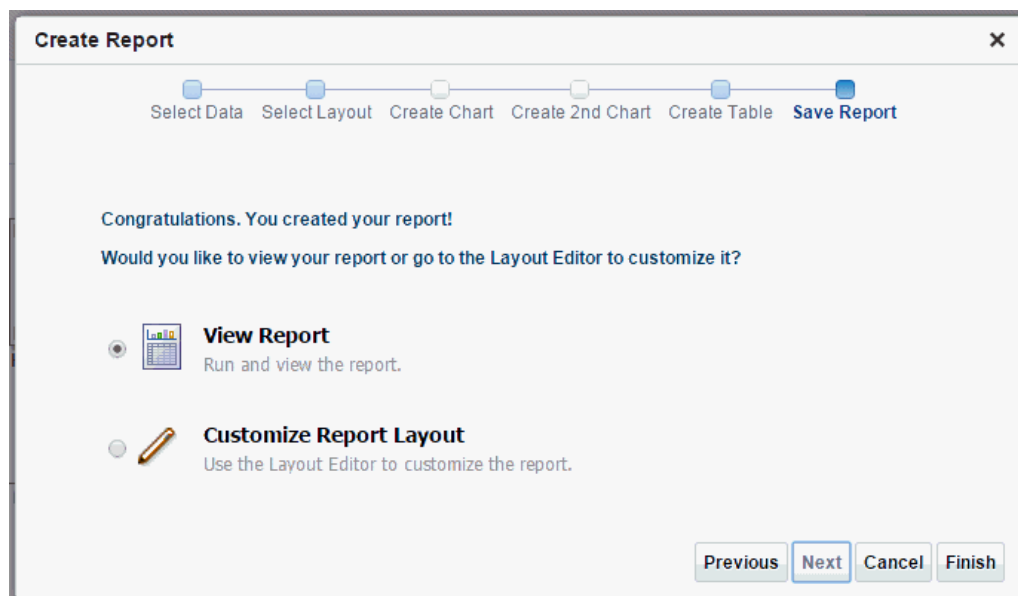 Create Report
Select Data Select Layout Create Chart Create 2nd Chart Create Table Save Report
Congratulations. You created your report!
Would you like to view your report or go to the Layout Editor to customize it?
View Report
Run and view the report.
Customize Report Layout
Use the Layout Editor to customize the report.
Previous Next Cancel Finish